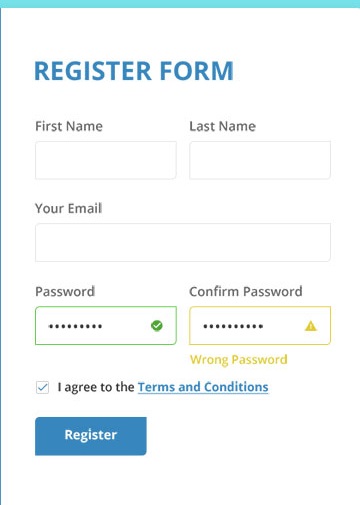 REGISTER FORM
First Name Last Name
Your Email
Password Confirm Password
••••••••• ••••••••••
Wrong Password
I agree to the Terms and Conditions
Register